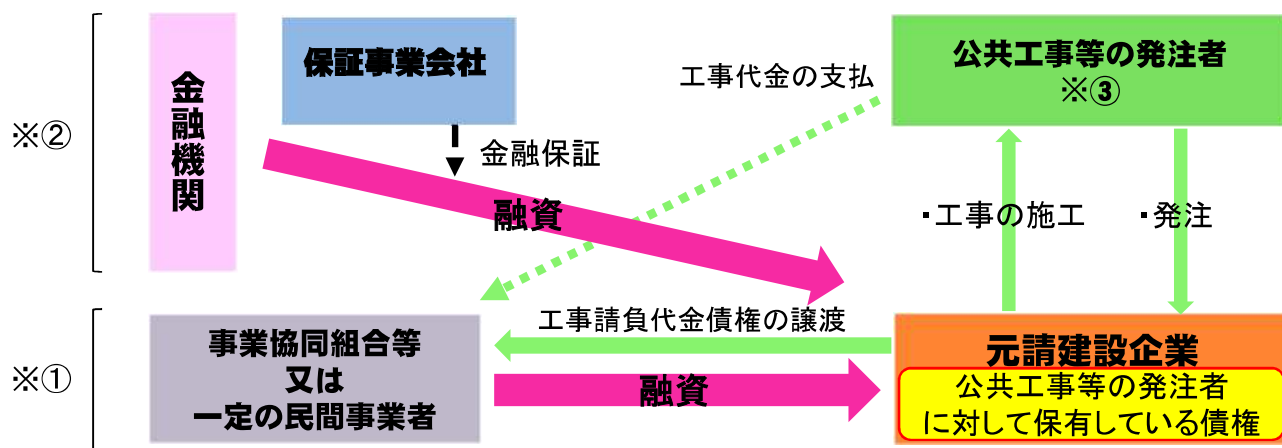 ※②
金融機関
保証事業会社
金融保証
融資
工事代金の支払
公共工事等の発注者
※③
・工事の施工
・発注
※①
事業協同組合等
又は
一定の民間事業者
工事請負代金債権の譲渡
融資
元請建設企業
公共工事等の発注者
に対して保有している債権